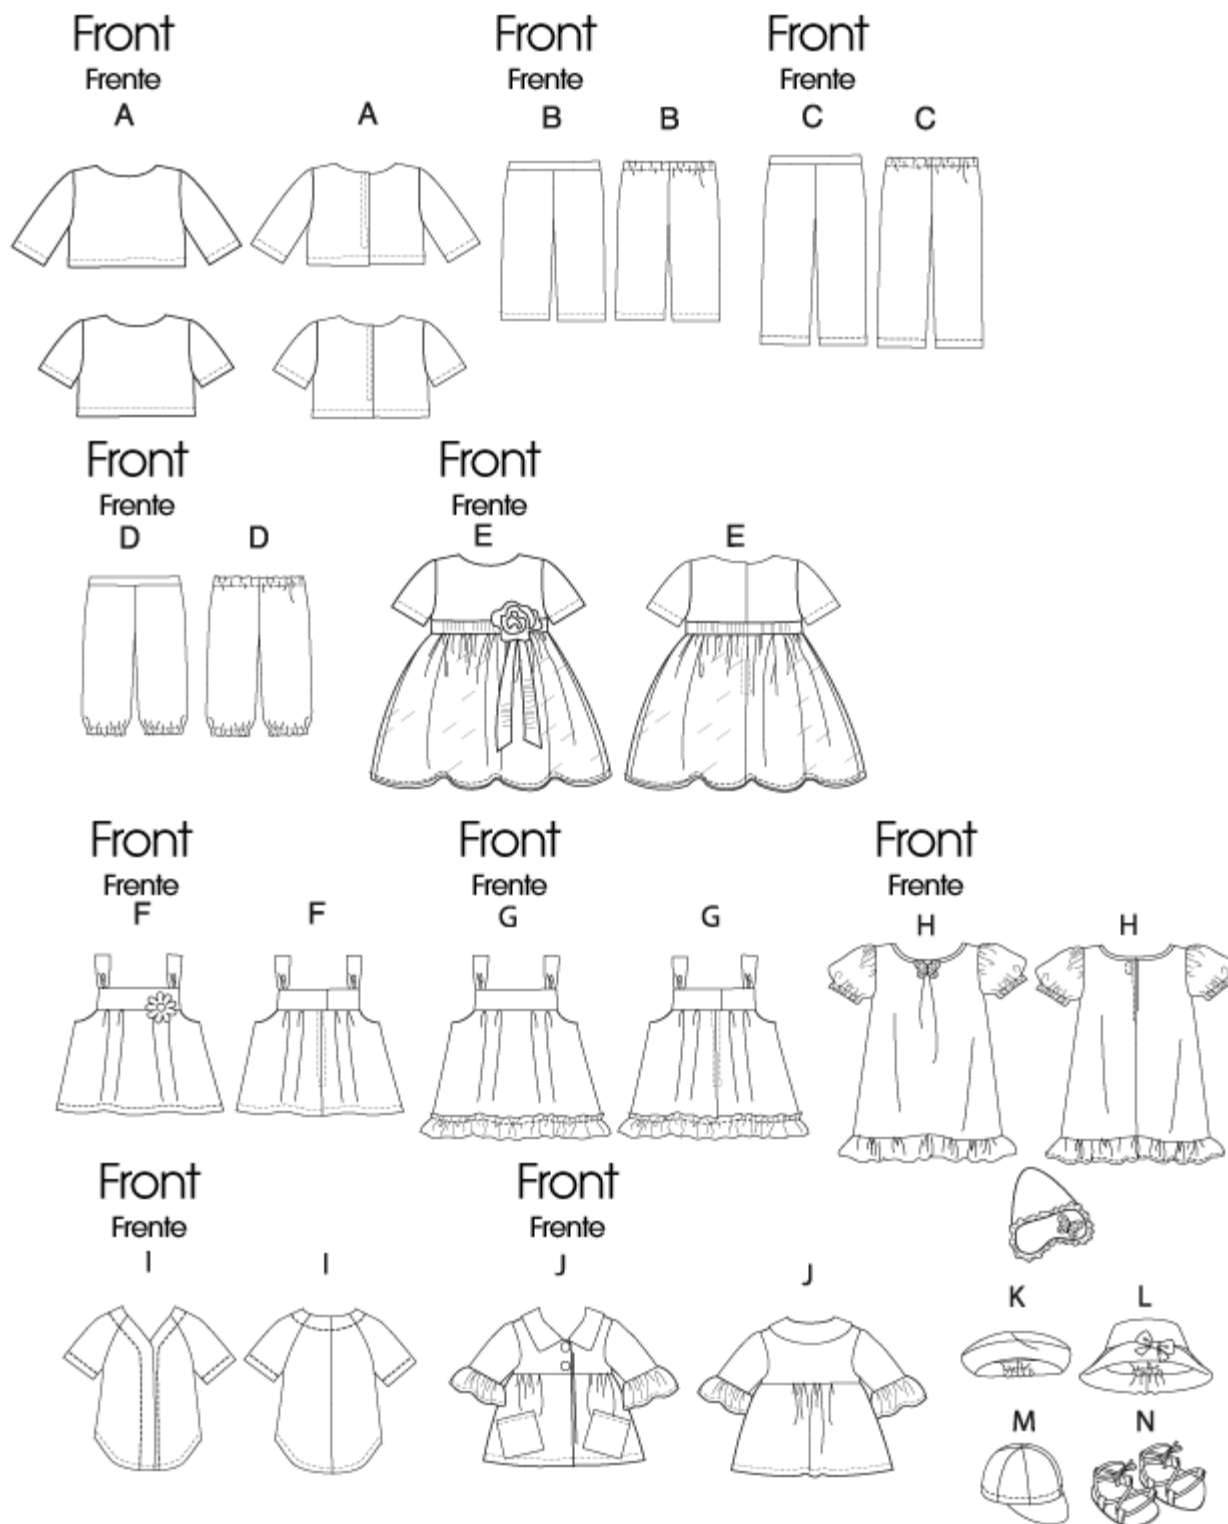 Front Front Front
Frente Frente Frente
A A B B C C
Front Front
Frente Frente
D D E E
Front Front Front
Frente Frente Frente
F F G G H H
Front Front
Frente Frente
I I J J
K L
M N